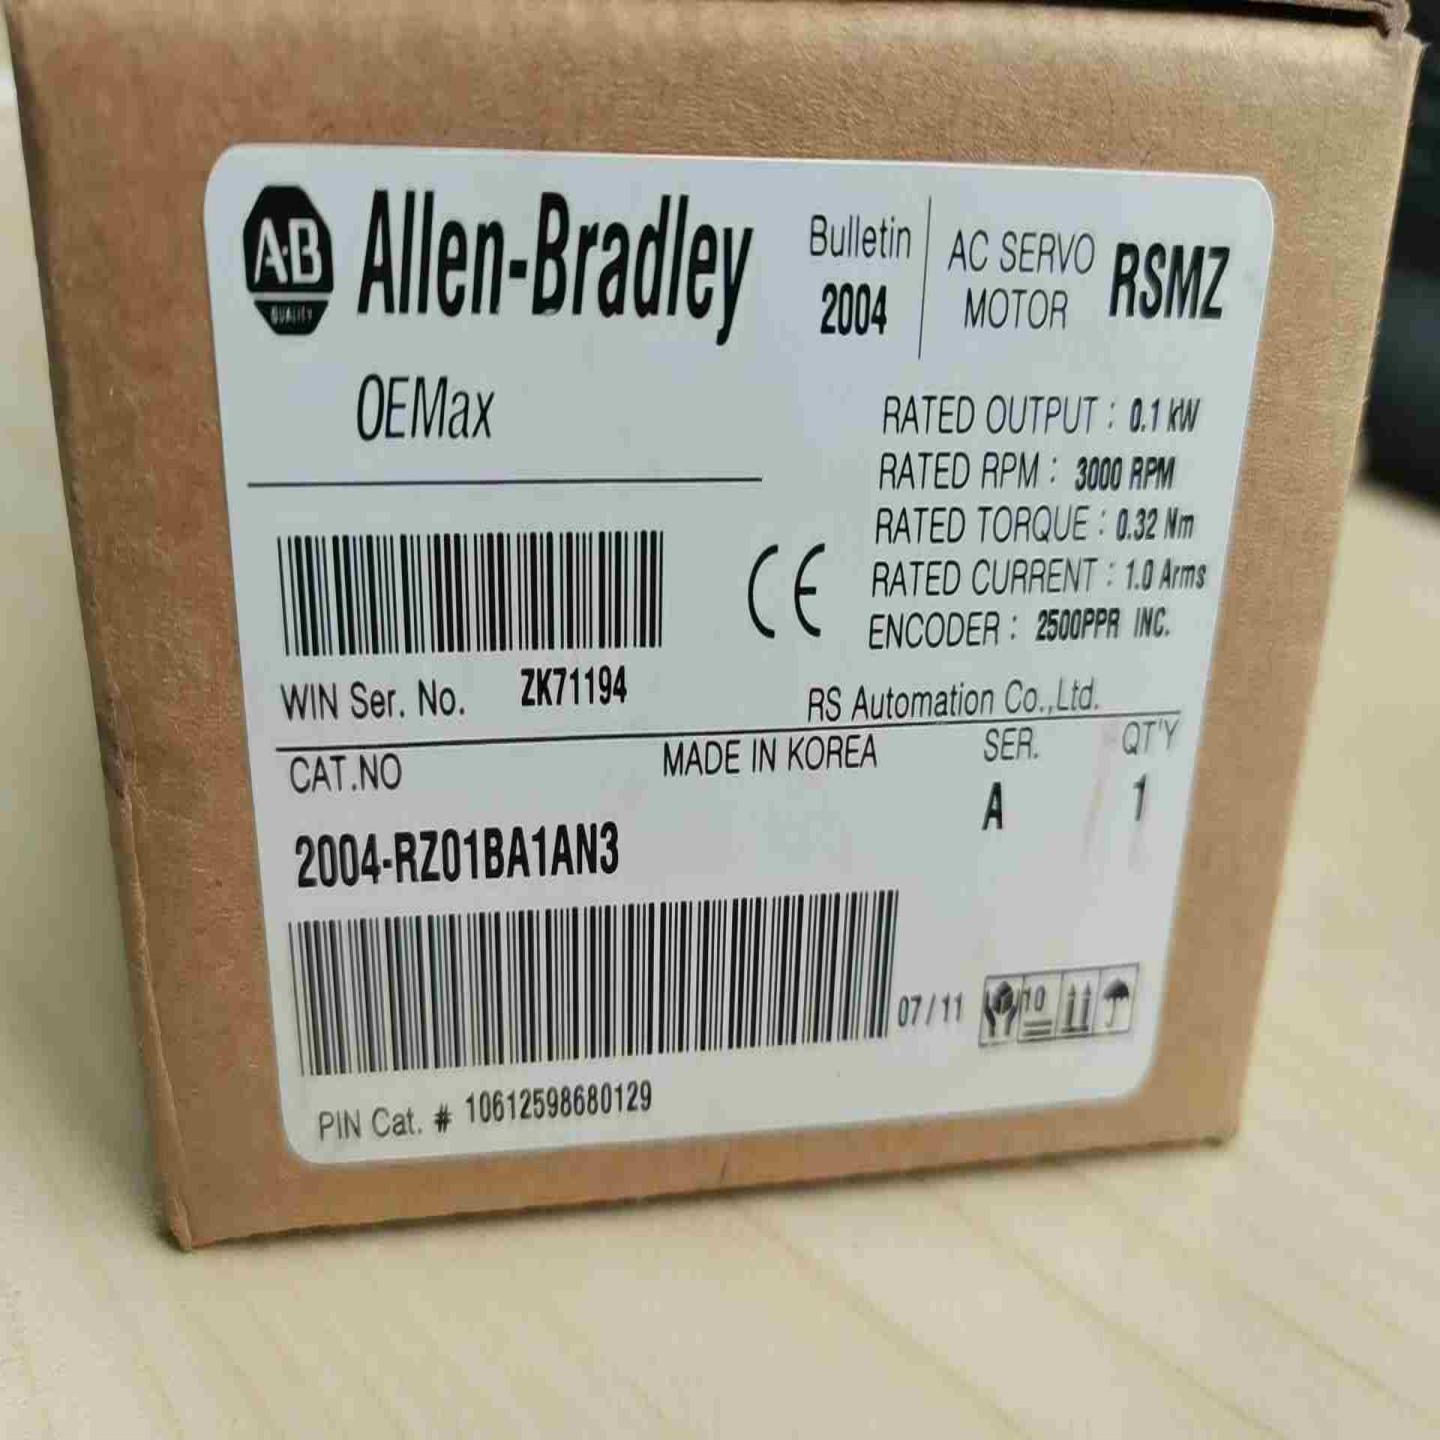 A·B
QUALITY
Allen-Bradley
OEMax
Bulletin
2004
AC SERVO
MOTOR
RSMZ
RATED OUTPUT : 0.1 kW
RATED RPM : 3000 RPM
RATED TORQUE : 0.32 Nm
RATED CURRENT : 1.0 Arms
ENCODER : 2500PPR INC.
CE
WIN Ser. No. ZK71194
RS Automation Co.,Ltd.
CAT.NO
MADE IN KOREA
SER.
QT'Y
2004-RZ01BA1AN3
A
1
07/11
10
PIN Cat. # 10612598680129